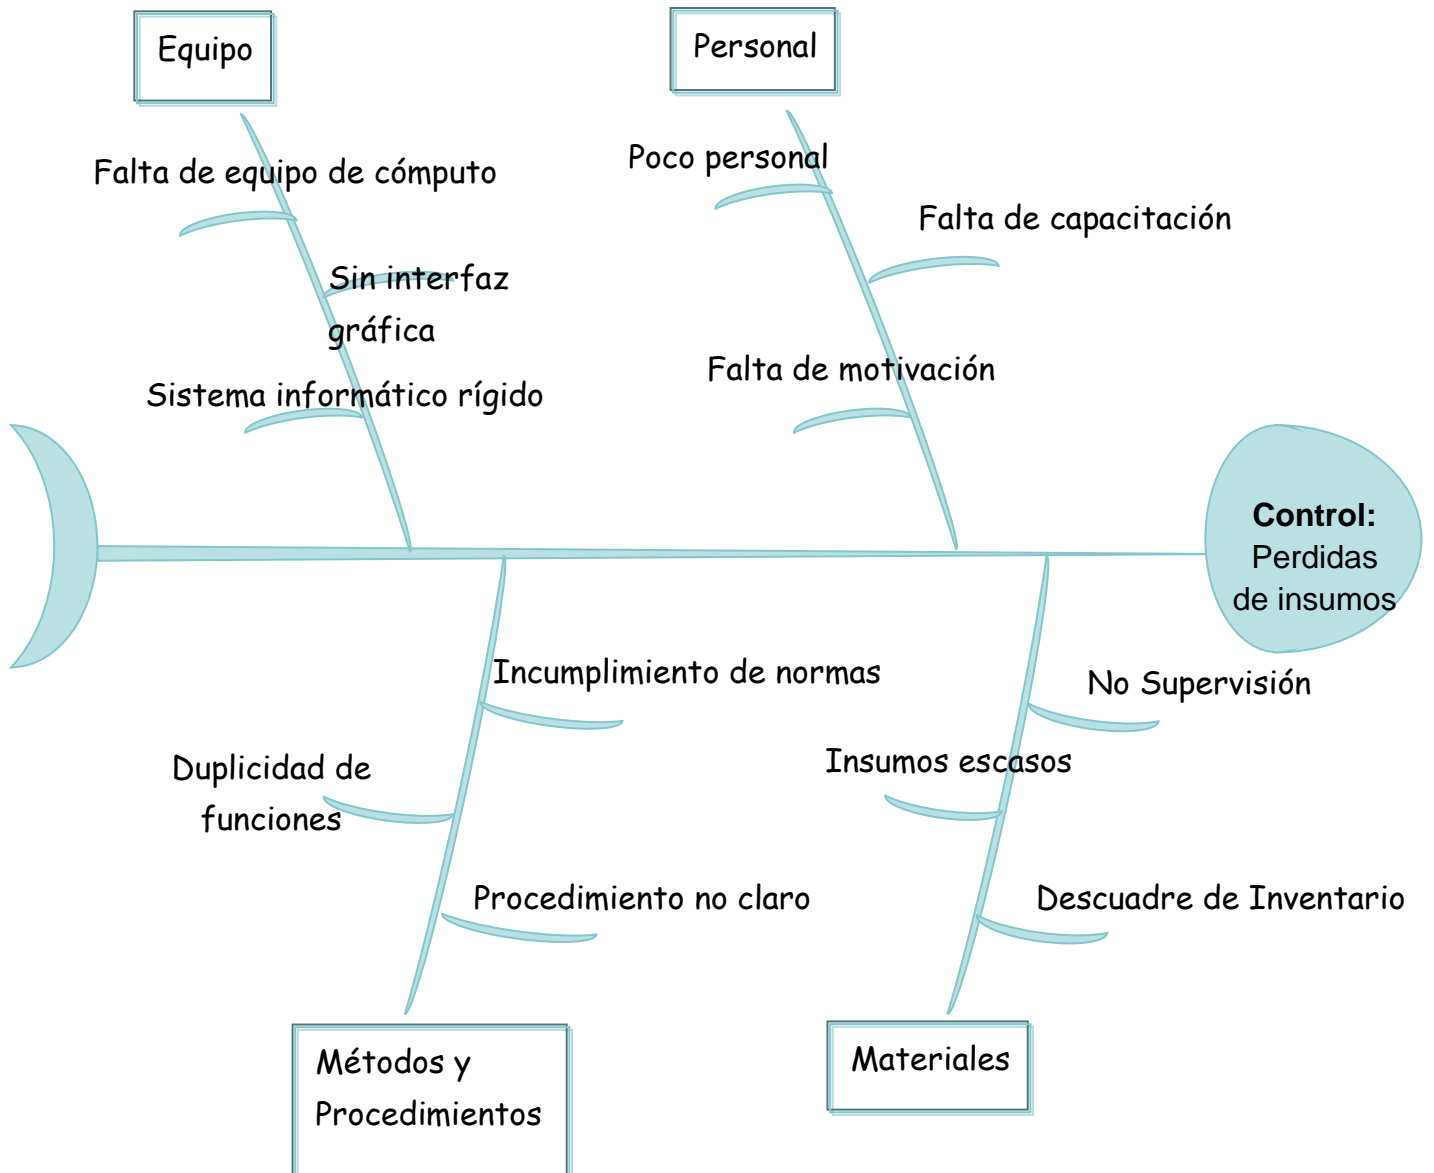 Equipo
Personal
Falta de equipo de cómputo
Poco personal
Falta de capacitación
Sin interfaz
gráfica
Falta de motivación
Sistema informático rígido
Control:
Perdidas
de insumos
Incumplimiento de normas
No Supervisión
Duplicidad de
funciones
Insumos escasos
Procedimiento no claro
Descuadre de Inventario
Métodos y
Procedimientos
Materiales